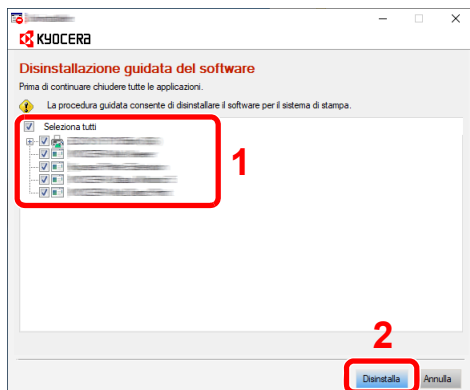 KYOCERA
Disinstallazione guidata del software
Prima di continuare chiudere tutte le applicazioni.
La procedura guidata consente di disinstallare il software per il sistema di stampa.
Seleziona tutti
1
2
Disinstalla
Annulla